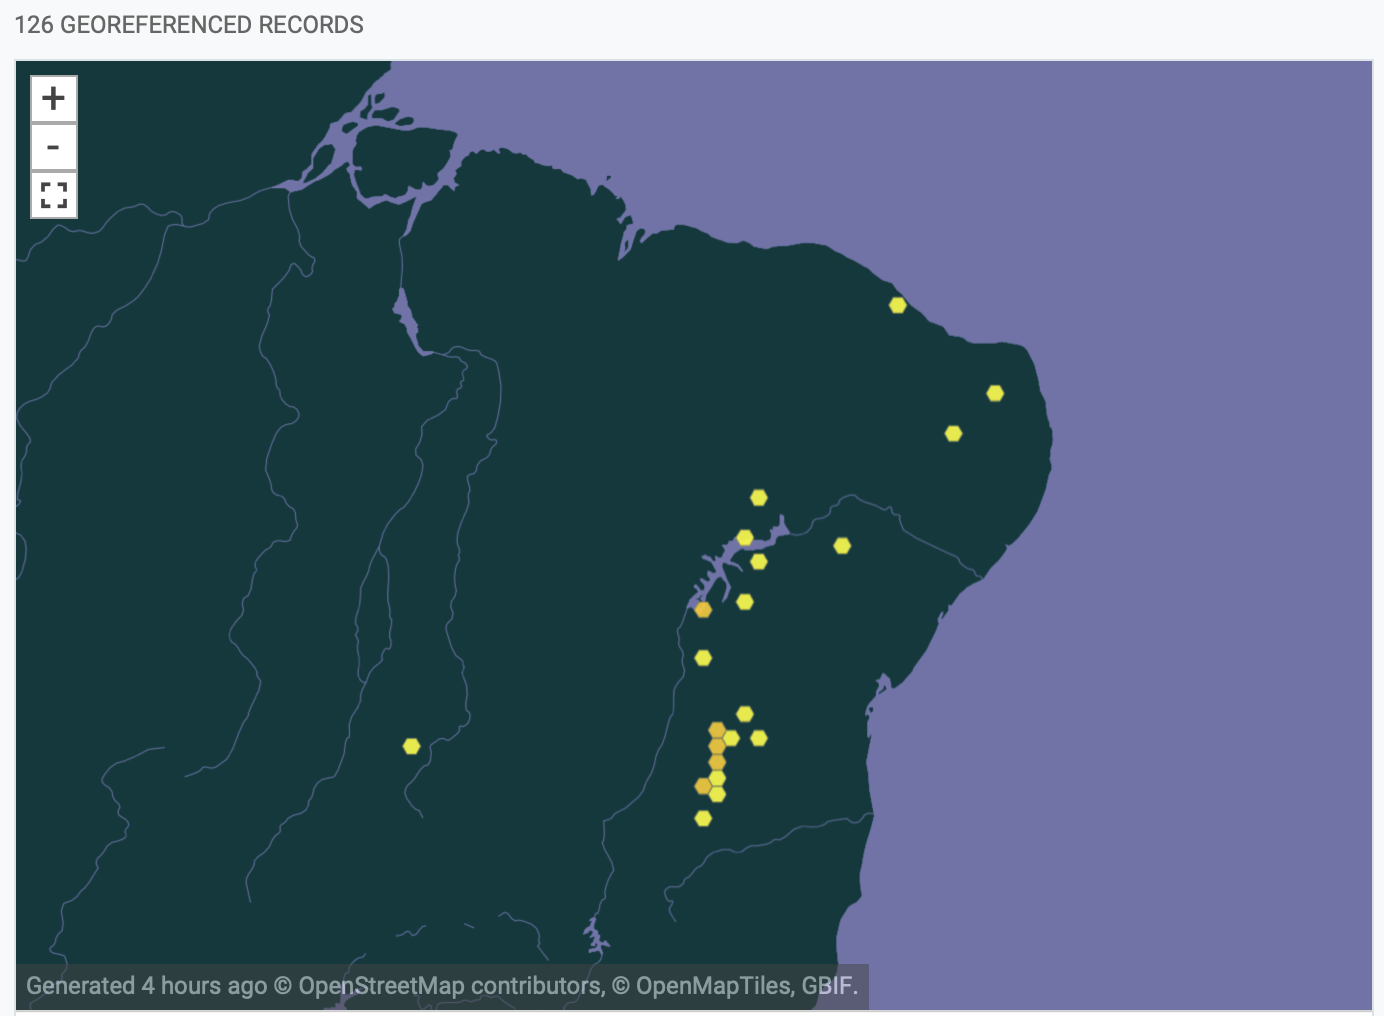 126 GEOREFERENCED RECORDS
+
-
Generated 4 hours ago © OpenStreetMap contributors, © OpenMapTiles, GBIF.